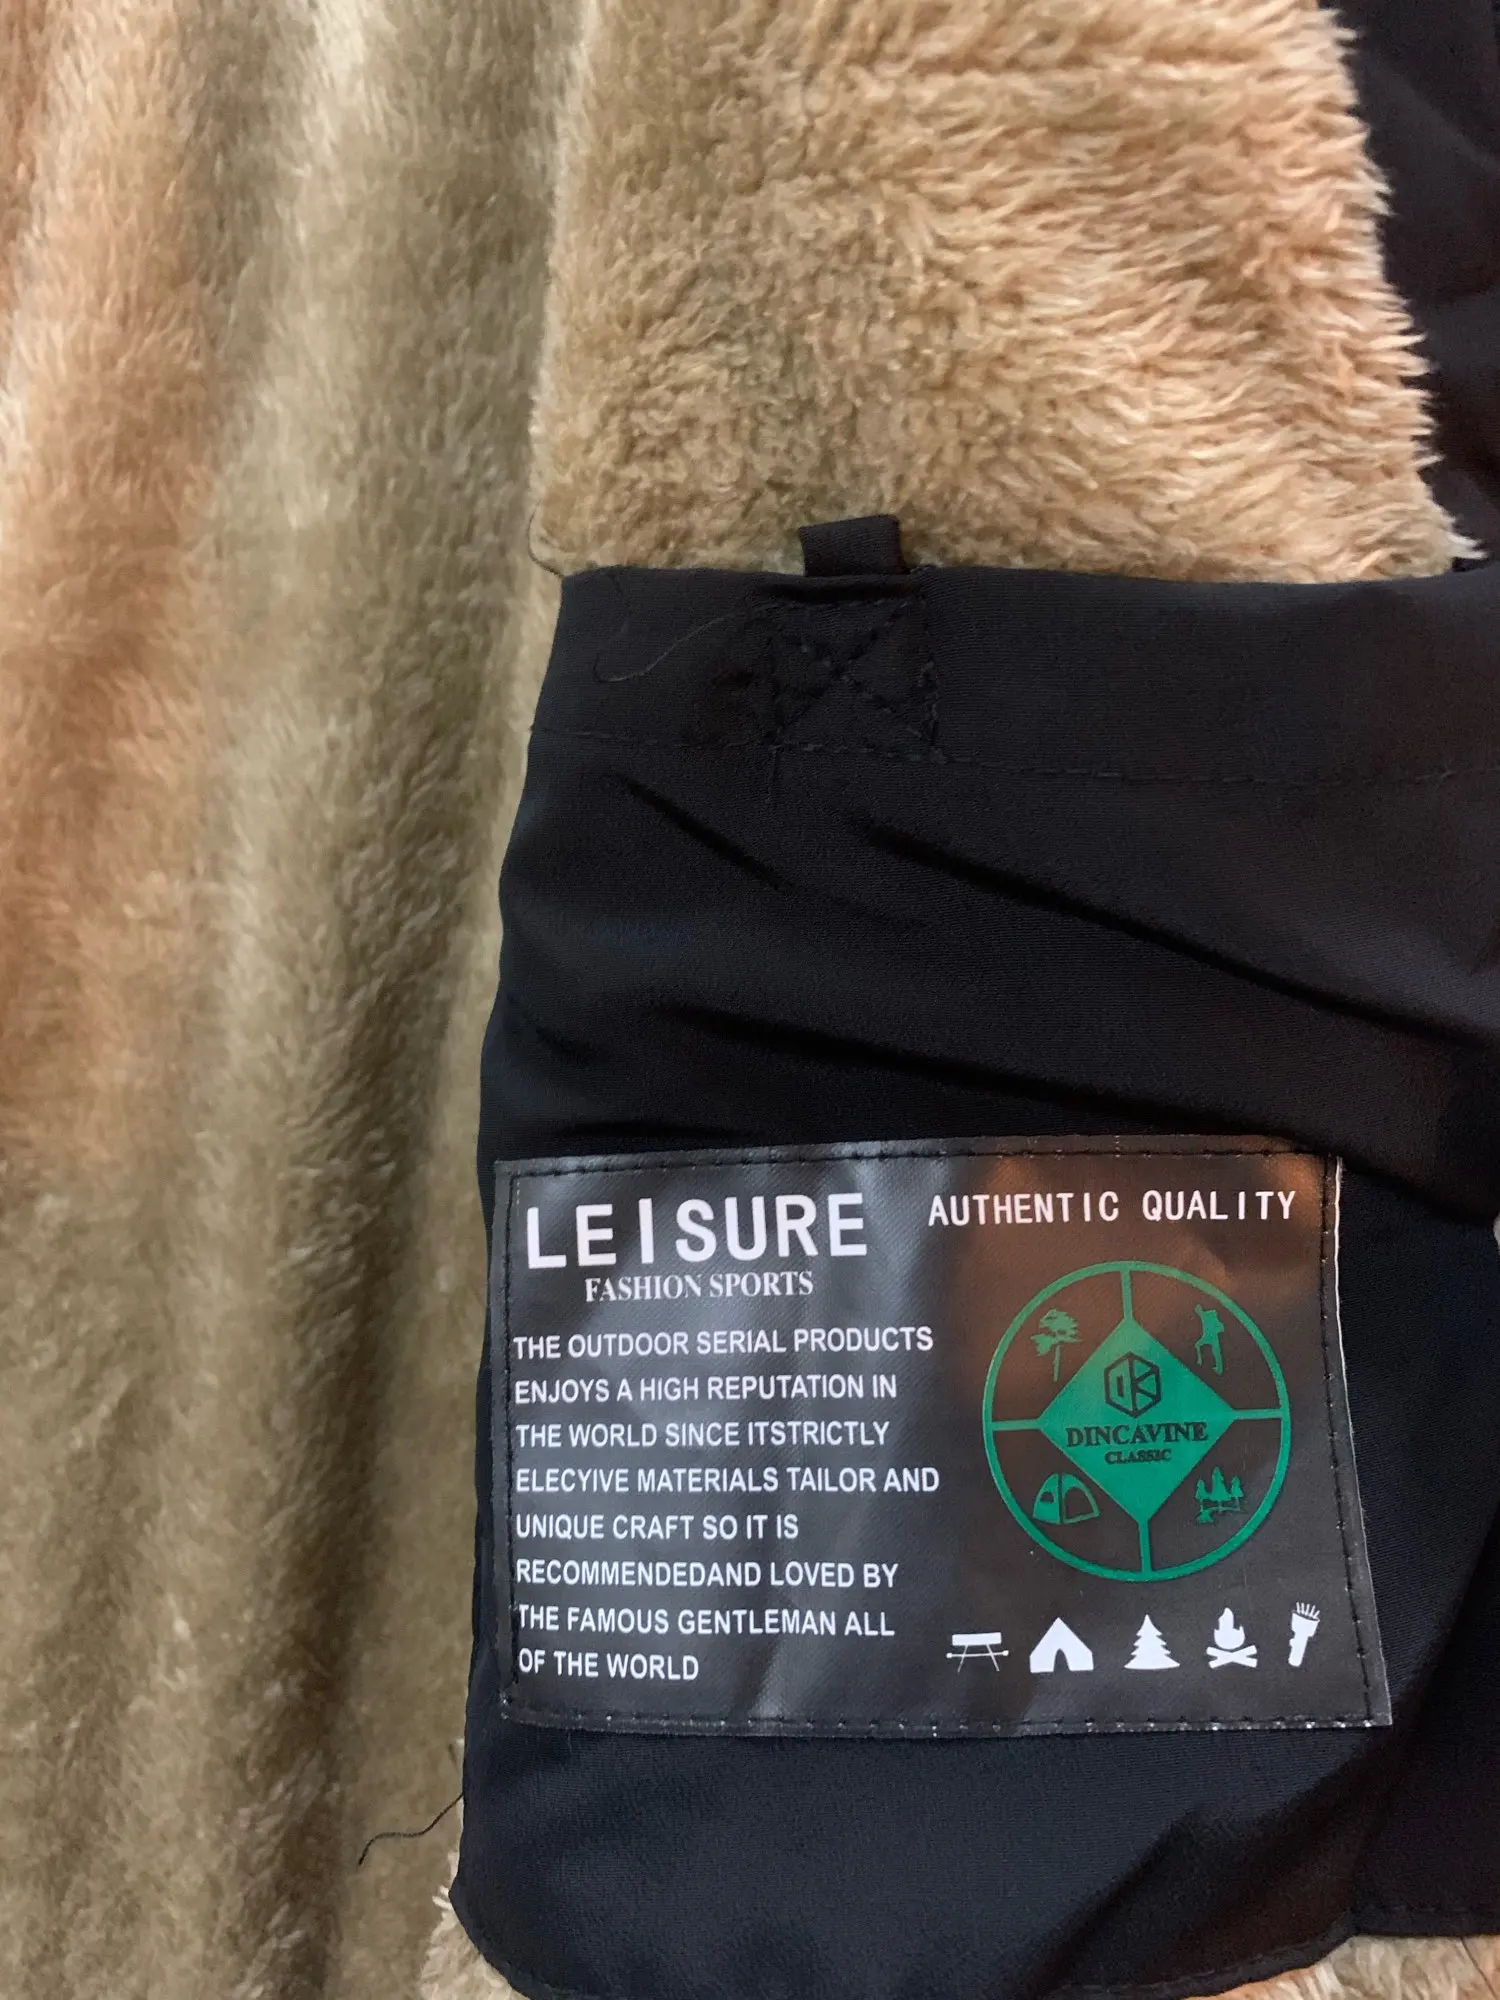 LEISURE
FASHION SPORTS
THE OUTDOOR SERIAL PRODUCTS
ENJOYS A HIGH REPUTATION IN
THE WORLD SINCE ITSTRICTLY
ELECYIVE MATERIALS TAILOR AND
UNIQUE CRAFT SO IT IS
RECOMMENDEDAND LOVED BY
THE FAMOUS GENTLEMAN ALL
OF THE WORLD
AUTHENTIC QUALITY
DINCAVINE
CLASSIC